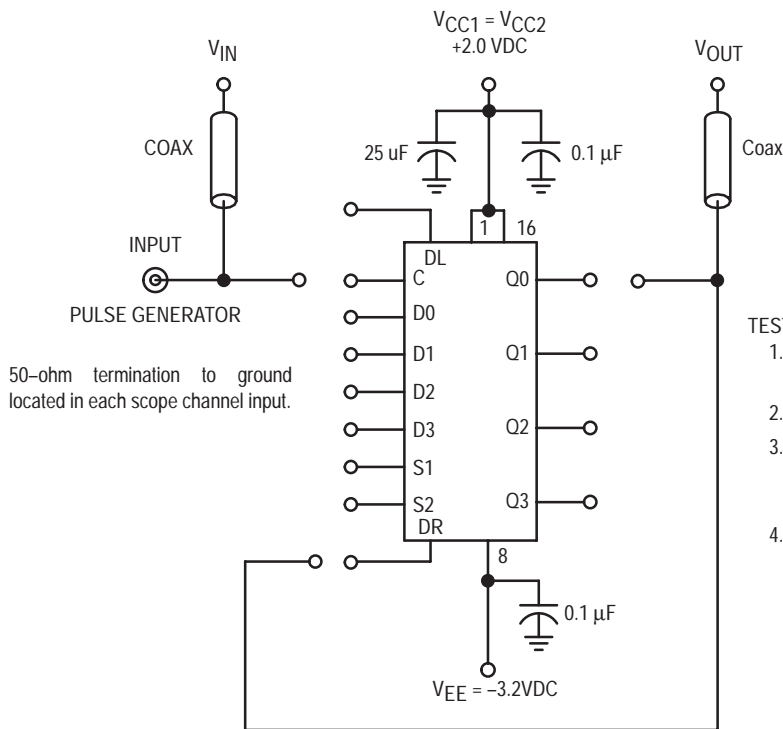 VCC1 = VCC2
+2.0 VDC
VIN
VOUT
COAX
25 uF
0.1 μF
Coax
1
16
INPUT
DL
C
Q0
PULSE GENERATOR
D0
TEST
1.
D1
Q1
50–ohm termination to ground
located in each scope channel input.
D2
2.
D3
Q2
3.
S1
S2
Q3
DR
4.
8
0.1 μF
VEE = –3.2VDC